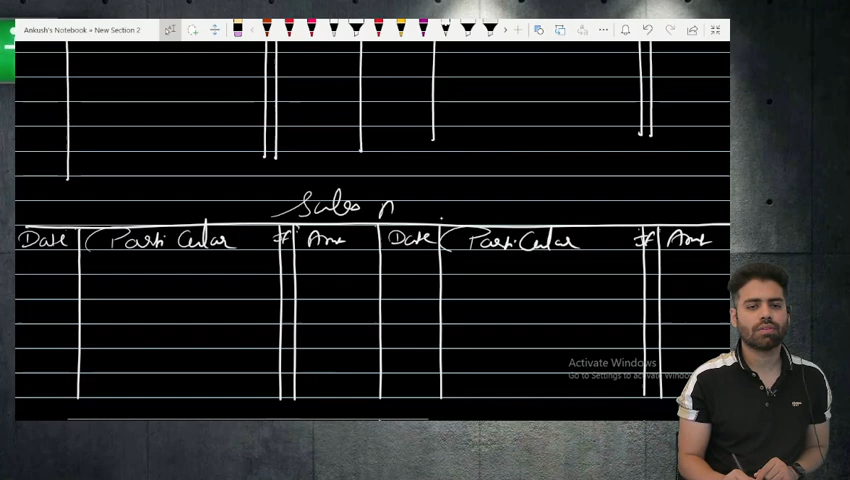 Ankush's Notebook » New Section 2
Sales
Date Particular Jf Amt Date Particular Jf Amt
Activate Windows
Go to Settings to activate Window